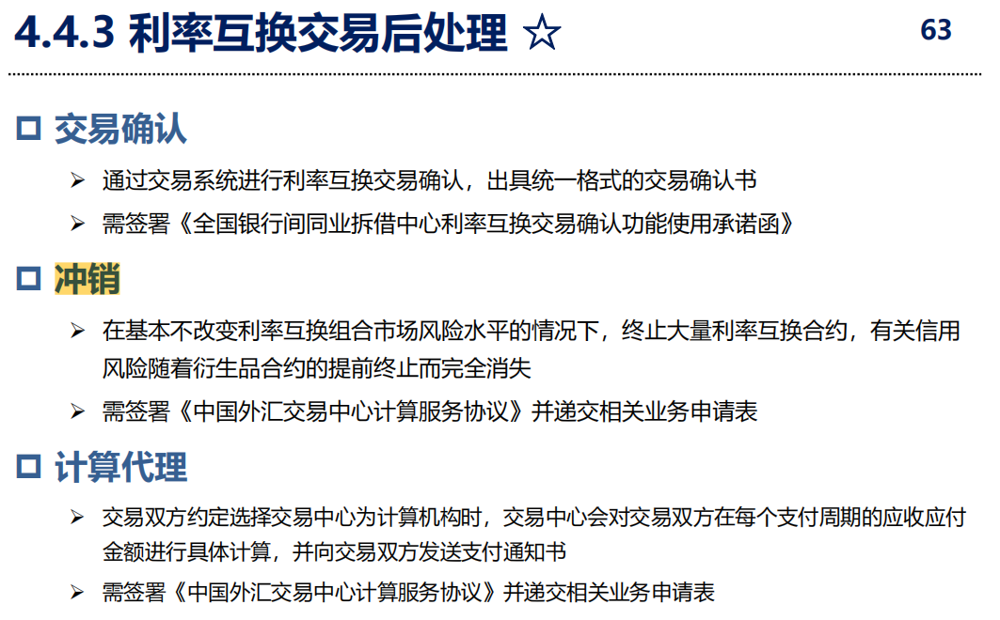 4.4.3 利率互换交易后处理 ☆
63
交易确认
通过交易系统进行利率互换交易确认，出具统一格式的交易确认书
需签署《全国银行间同业拆借中心利率互换交易确认功能使用承诺函》
冲销
在基本不改变利率互换组合市场风险水平的情况下，终止大量利率互换合约，有关信用
风险随着衍生品合约的提前终止而完全消失
需签署《中国外汇交易中心计算服务协议》并递交相关业务申请表
计算代理
交易双方约定选择交易中心为计算机构时，交易中心会对交易双方在每个支付周期的应收应付
金额进行具体计算，并向交易双方发送支付通知书
需签署《中国外汇交易中心计算服务协议》并递交相关业务申请表